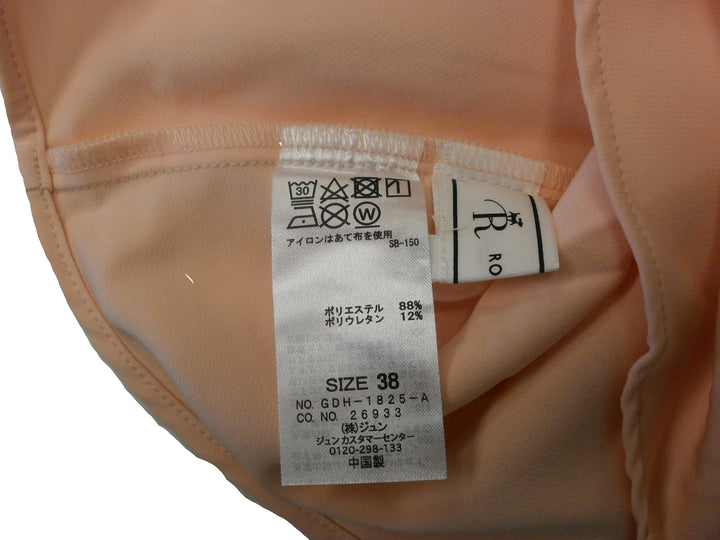 30
W
アイロンはあて布を使用
SB-150
ポリエステル 88%
ポリウレタン 12%
SIZE 38
NO. GDH-1825-A
CO. NO. 26933
(株)ジュン
ジュンカスタマーセンター
0120-298-133
中国製
R
RO